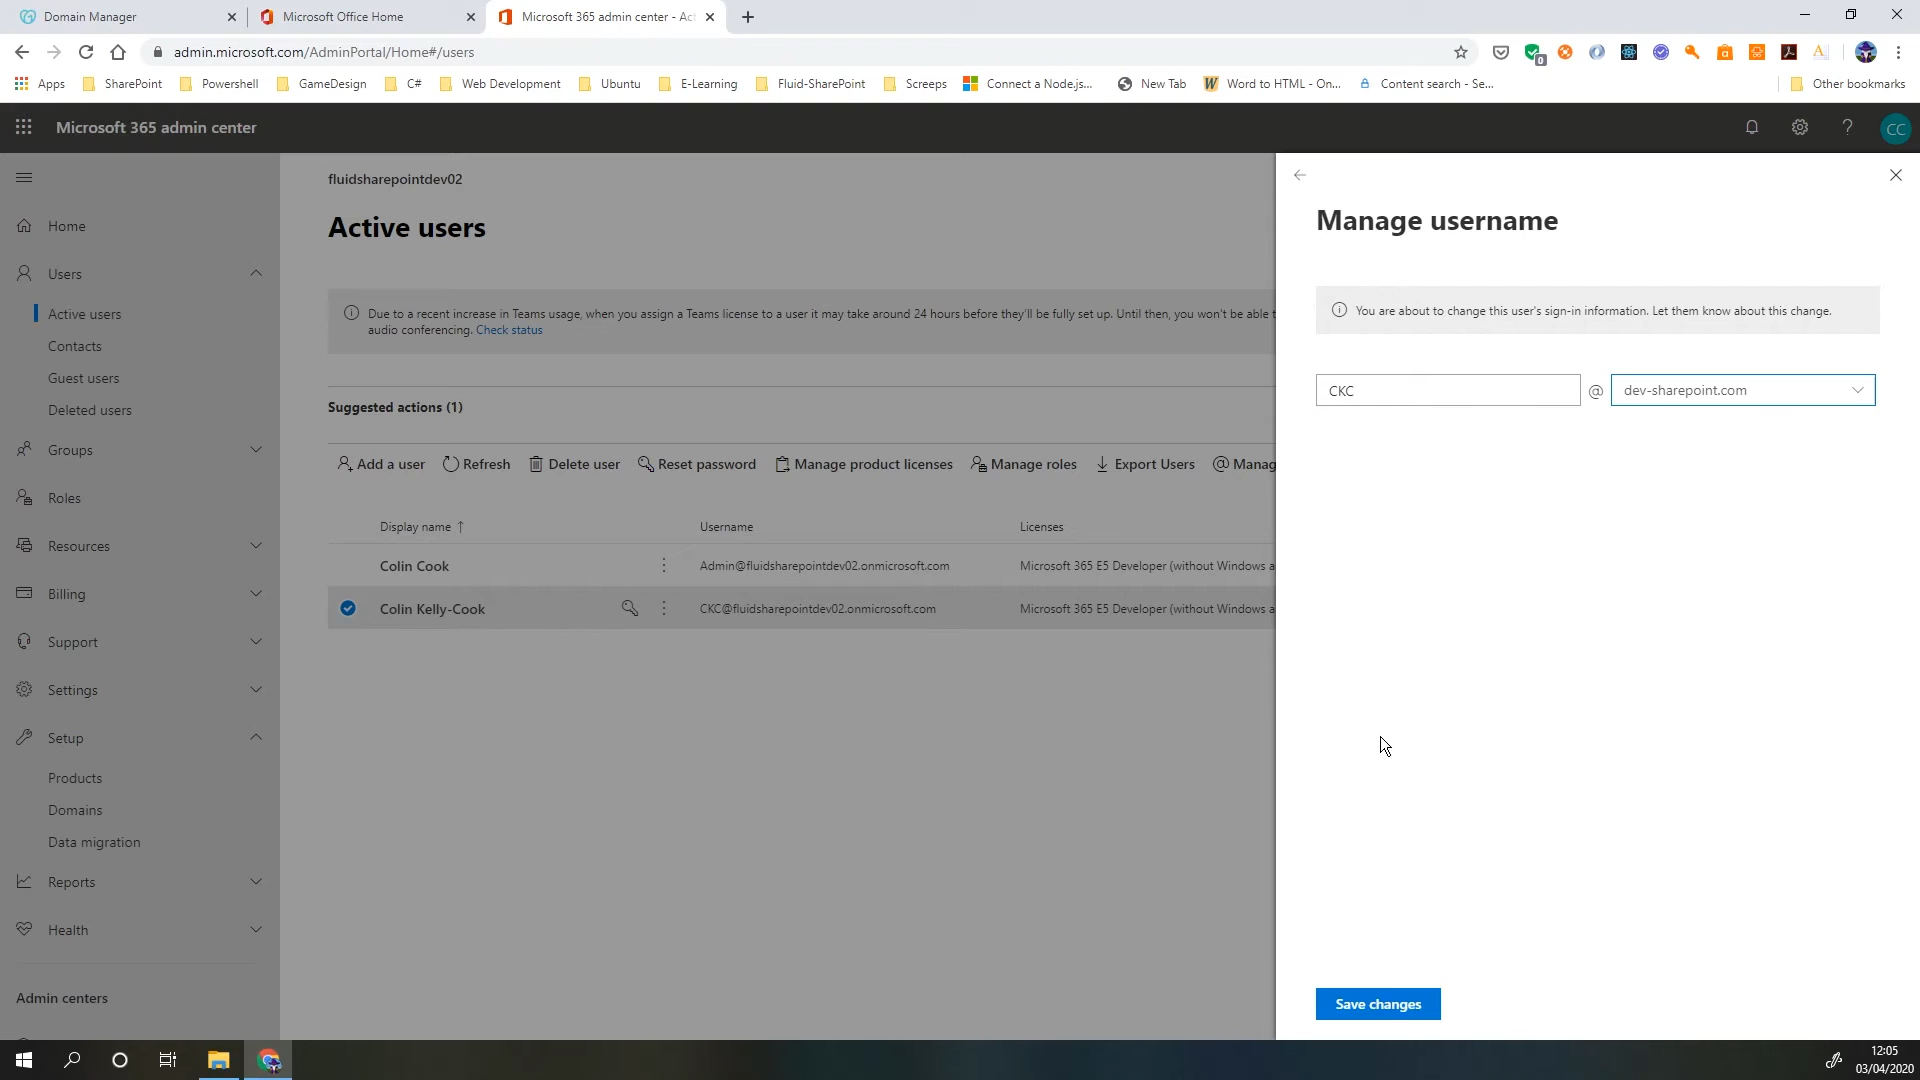 Domain Manager
Microsoft Office Home
Microsoft 365 admin center - Act
admin.microsoft.com/AdminPortal/Home#/users
0
Apps
SharePoint
Powershell
GameDesign
C#
Web Development
Ubuntu
E-Learning
Fluid-SharePoint
Screeps
Connect a Node.js...
New Tab
Word to HTML - On...
Content search - Se...
Other bookmarks
Microsoft 365 admin center
?
CC
Home
Users
Active users
Contacts
Guest users
Deleted users
Groups
Roles
Resources
Billing
Support
Settings
Setup
Products
Domains
Data migration
Reports
Health
Admin centers
fluidsharepointdev02
Active users
Due to a recent increase in Teams usage, when you assign a Teams license to a user it may take around 24 hours before they'll be fully set up. Until then, you won't be able t
audio conferencing. Check status
Suggested actions (1)
Add a user
Refresh
Delete user
Reset password
Manage product licenses
Manage roles
Export Users
Manag
Display name ↑
Username
Licenses
Colin Cook
Admin@fluidsharepointdev02.onmicrosoft.com
Microsoft 365 E5 Developer (without Windows a
Colin Kelly-Cook
CKC@fluidsharepointdev02.onmicrosoft.com
Microsoft 365 E5 Developer (without Windows a
Manage username
You are about to change this user's sign-in information. Let them know about this change.
CKC
@
dev-sharepoint.com
Save changes
12:05
03/04/2020